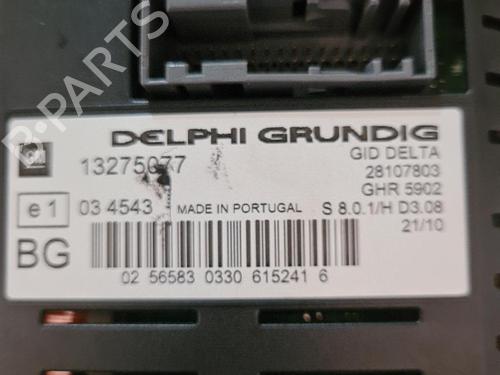 DELPHI GRUNDIG
GM
13275077
GID DELTA
28107803
GHR 5902
e1
03 4543
MADE IN PORTUGAL
S 8.0.1/H D3.08
21/10
BG
02 56583 0330 615241 6
B-PARTS